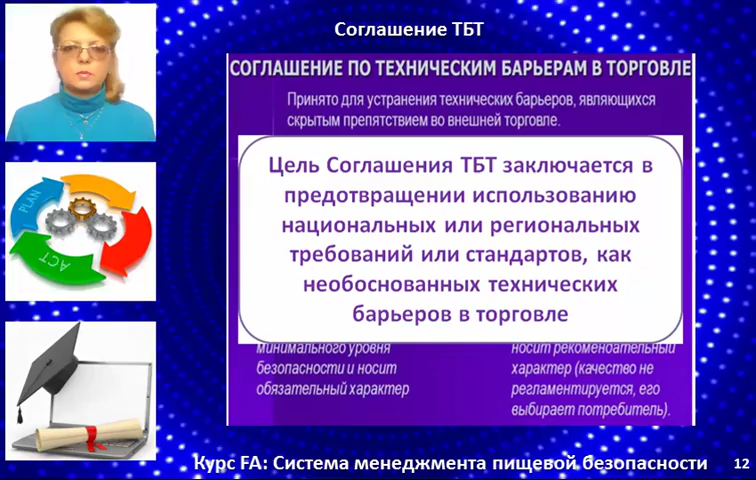 Соглашение ТБТ
СОГЛАШЕНИЕ ПО ТЕХНИЧЕСКИМ БАРЬЕРАМ В ТОРГОВЛЕ
Принято для устранения технических барьеров, являющихся
скрытым препятствием во внешней торговле.
Цель Соглашения ТБТ заключается в
предотвращении использованию
национальных или региональных
требований или стандартов, как
необоснованных технических
барьеров в торговле
минимального уровня
безопасности и носит
обязательный характер
носит рекомендательный
характер (качество не
регламентируется, его
выбирает потребитель).
PLAN
ACT
Курс FA: Система менеджмента пищевой безопасности
12